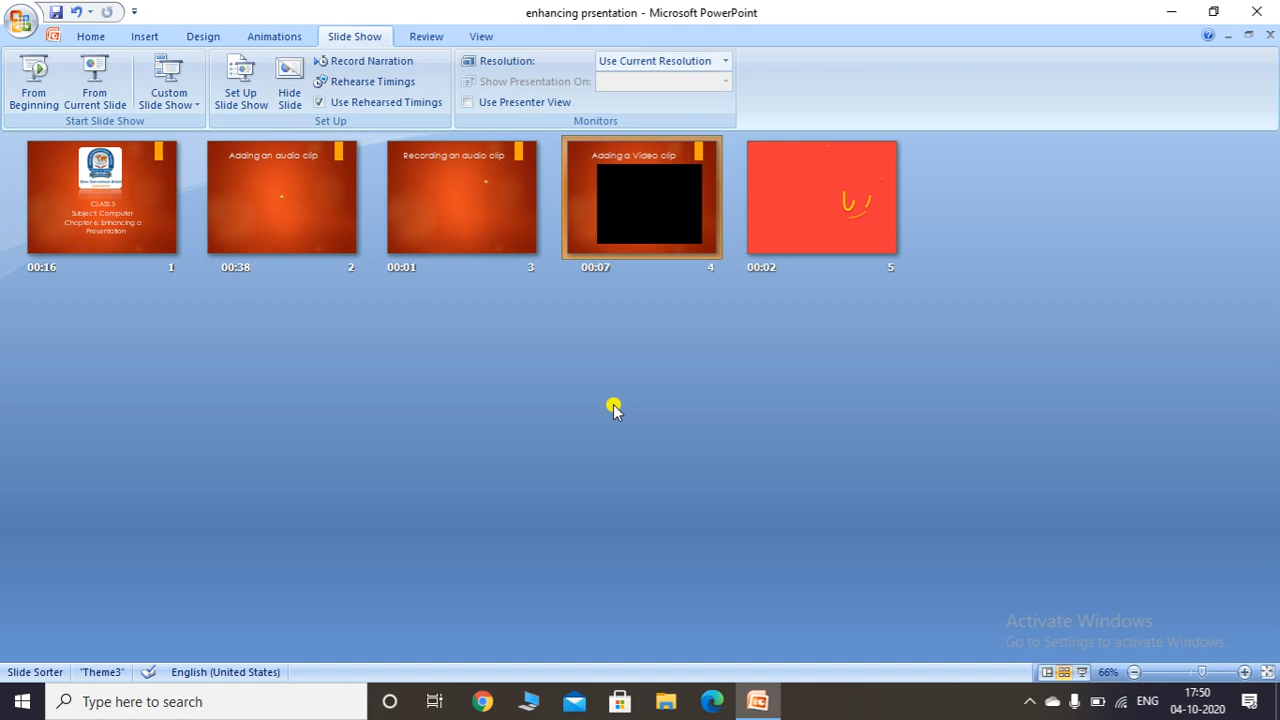 enhancing prsentation - Microsoft PowerPoint
Home Insert Design Animations Slide Show Review View
From Beginning
From Current Slide
Custom Slide Show
Set Up Slide Show
Hide Slide
Record Narration
Rehearse Timings
Use Rehearsed Timings
Resolution: Use Current Resolution
Show Presentation On:
Use Presenter View
Start Slide Show Set Up Monitors
CLASS 5
Subject: Computer
Chapter 6: Enhancing a
Presentation
Adding an audio clip
Recording an audio clip
Adding a Video clip
00:16 1 00:38 2 00:01 3 00:07 4 00:02 5
Activate Windows
Go to Settings to activate Windows.
Slide Sorter "Theme3" English (United States) 66%
Type here to search
ENG
17:50
04-10-2020